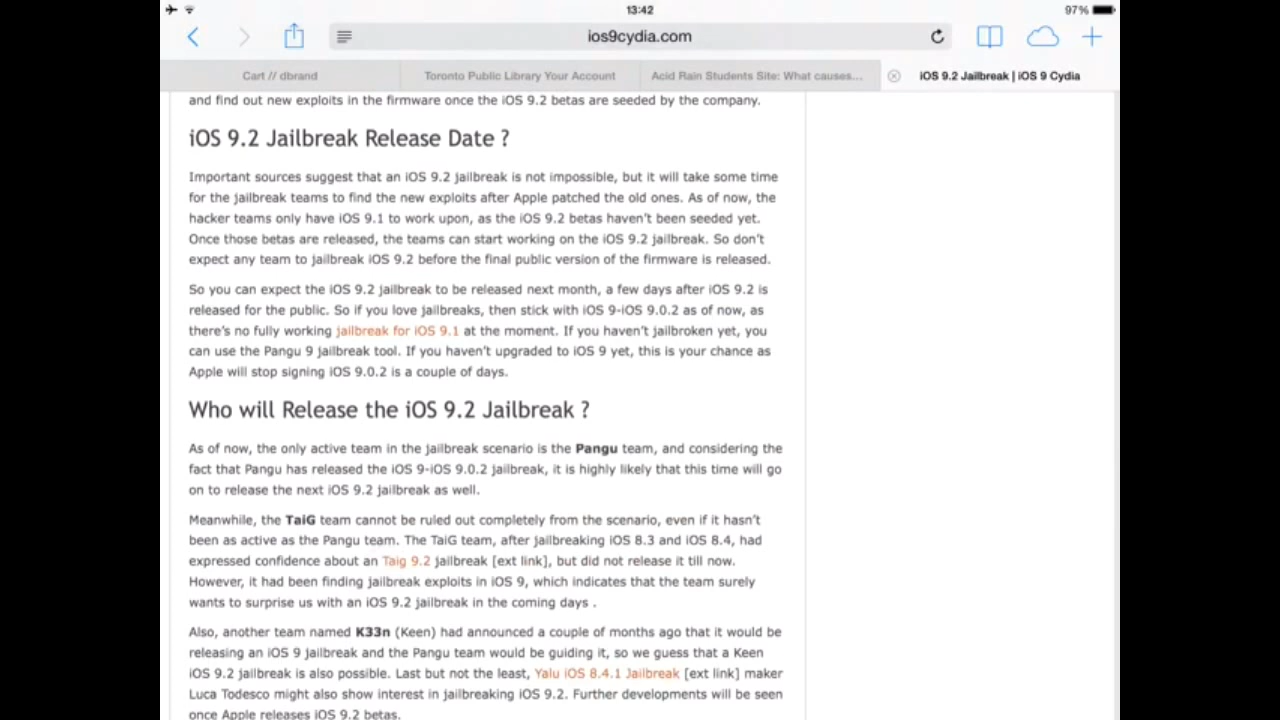 13:42
97%
ios9cydia.com
Cart // dbrand
Toronto Public Library Your Account
Acid Rain Students Site: What causes...
iOS 9.2 Jailbreak | iOS 9 Cydia
and find out new exploits in the firmware once the iOS 9.2 betas are seeded by the company.
iOS 9.2 Jailbreak Release Date ?
Important sources suggest that an iOS 9.2 jailbreak is not impossible, but it will take some time
for the jailbreak teams to find the new exploits after Apple patched the old ones. As of now, the
hacker teams only have iOS 9.1 to work upon, as the iOS 9.2 betas haven't been seeded yet.
Once those betas are released, the teams can start working on the iOS 9.2 jailbreak. So don't
expect any team to jailbreak iOS 9.2 before the final public version of the firmware is released.
So you can expect the iOS 9.2 jailbreak to be released next month, a few days after iOS 9.2 is
released for the public. So if you love jailbreaks, then stick with iOS 9-iOS 9.0.2 as of now, as
there's no fully working jailbreak for iOS 9.1 at the moment. If you haven't jailbroken yet, you
can use the Pangu 9 jailbreak tool. If you haven't upgraded to iOS 9 yet, this is your chance as
Apple will stop signing iOS 9.0.2 is a couple of days.
Who will Release the iOS 9.2 Jailbreak ?
As of now, the only active team in the jailbreak scenario is the Pangu team, and considering the
fact that Pangu has released the iOS 9-iOS 9.0.2 jailbreak, it is highly likely that this time will go
on to release the next iOS 9.2 jailbreak as well.
Meanwhile, the TaiG team cannot be ruled out completely from the scenario, even if it hasn't
been as active as the Pangu team. The TaiG team, after jailbreaking iOS 8.3 and iOS 8.4, had
expressed confidence about an Taig 9.2 jailbreak [ext link], but did not release it till now.
However, it had been finding jailbreak exploits in iOS 9, which indicates that the team surely
wants to surprise us with an iOS 9.2 jailbreak in the coming days .
Also, another team named K33n (Keen) had announced a couple of months ago that it would be
releasing an iOS 9 jailbreak and the Pangu team would be guiding it, so we guess that a Keen
iOS 9.2 jailbreak is also possible. Last but not the least, Yalu iOS 8.4.1 Jailbreak [ext link] maker
Luca Todesco might also show interest in jailbreaking iOS 9.2. Further developments will be seen
once Apple releases iOS 9.2 betas.